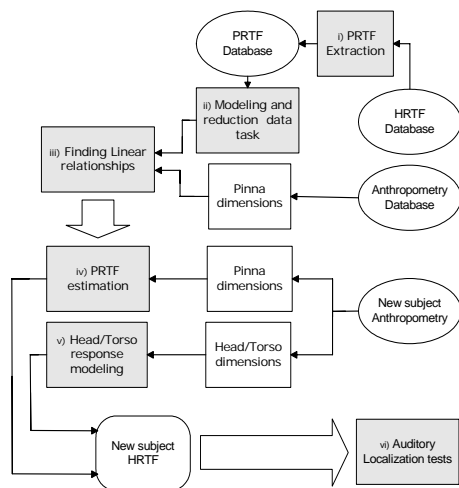 PRTF
Database
i) PRTF
Extraction
ii) Modeling and
reduction data
task
HRTF
Database
iii) Finding Linear
relationships
Pinna
dimensions
Anthropometry
Database
iv) PRTF
estimation
Pinna
dimensions
New subject
Anthropometry
v) Head/Torso
response
modeling
Head/Torso
dimensions
New subject
HRTF
vi) Auditory
Localization tests